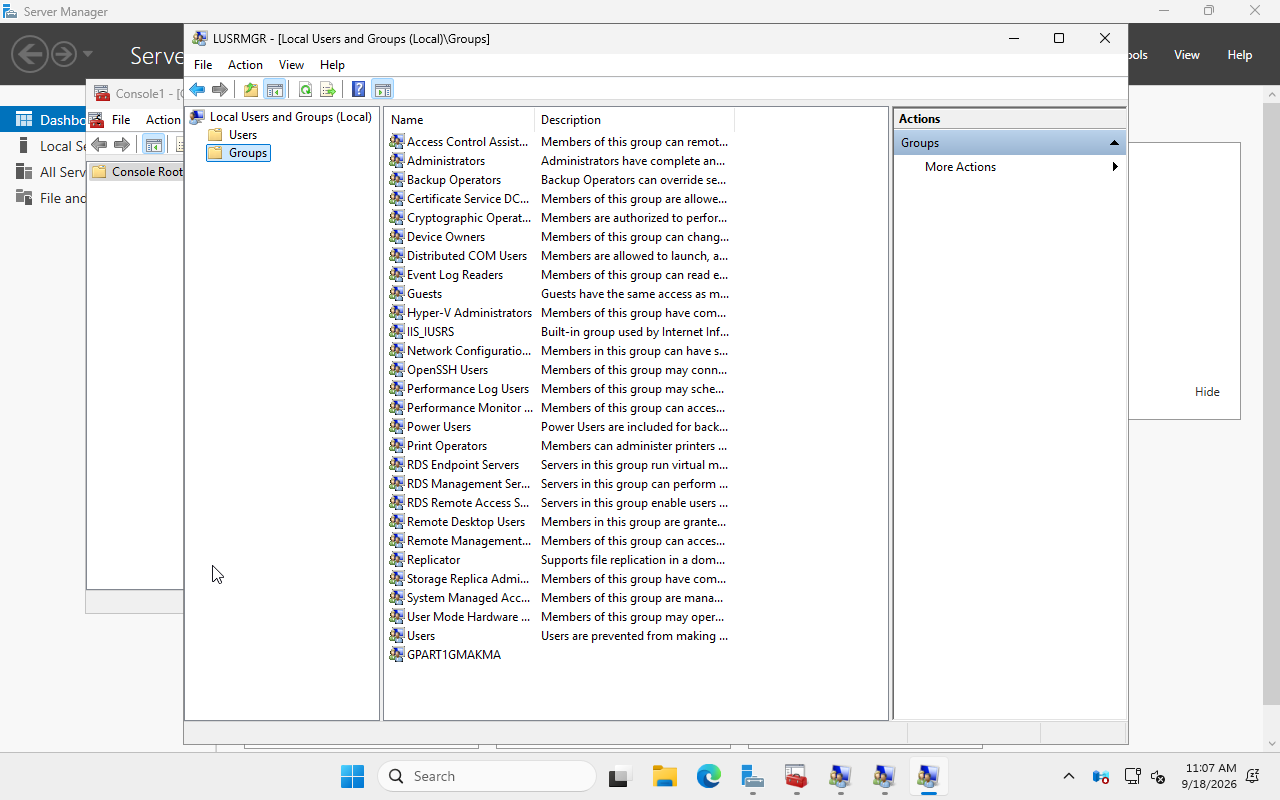 Server Manager
LUSRMGR - [Local Users and Groups (Local)\Groups]
Serve
Tools
View
Help
File
Action
View
Help
Console1 - [C
File
Action
Dashbo
Local Se
All Serv
File and
Console Root
Local Users and Groups (Local)
Users
Groups
Name Description
Access Control Assist... Members of this group can remot...
Administrators Administrators have complete an...
Backup Operators Backup Operators can override se...
Certificate Service DC... Members of this group are allowe...
Cryptographic Operat... Members are authorized to perfor...
Device Owners Members of this group can chang...
Distributed COM Users Members are allowed to launch, a...
Event Log Readers Members of this group can read e...
Guests Guests have the same access as m...
Hyper-V Administrators Members of this group have com...
IIS_IUSRS Built-in group used by Internet Inf...
Network Configuratio... Members in this group can have s...
OpenSSH Users Members of this group may conn...
Performance Log Users Members of this group may sche...
Performance Monitor ... Members of this group can acces...
Power Users Power Users are included for back...
Print Operators Members can administer printers ...
RDS Endpoint Servers Servers in this group run virtual m...
RDS Management Ser... Servers in this group can perform ...
RDS Remote Access S... Servers in this group enable users ...
Remote Desktop Users Members in this group are grante...
Remote Management... Members of this group can acces...
Replicator Supports file replication in a dom...
Storage Replica Admi... Members of this group have com...
System Managed Acc... Members of this group are mana...
User Mode Hardware ... Members of this group may oper...
Users Users are prevented from making ...
GPART1GMAKMA
Actions
Groups
More Actions
Hide
Search
11:07 AM
9/18/2026